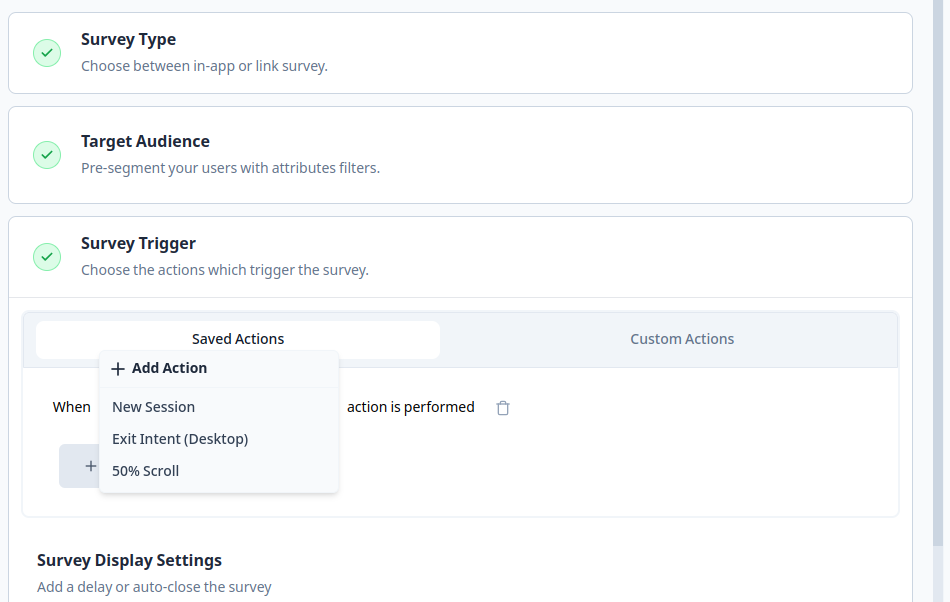 Survey Type
Choose between in-app or link survey.
Target Audience
Pre-segment your users with attributes filters.
Survey Trigger
Choose the actions which trigger the survey.
Saved Actions
Custom Actions
+ Add Action
When
New Session
action is performed
Exit Intent (Desktop)
+
50% Scroll
Survey Display Settings
Add a delay or auto-close the survey